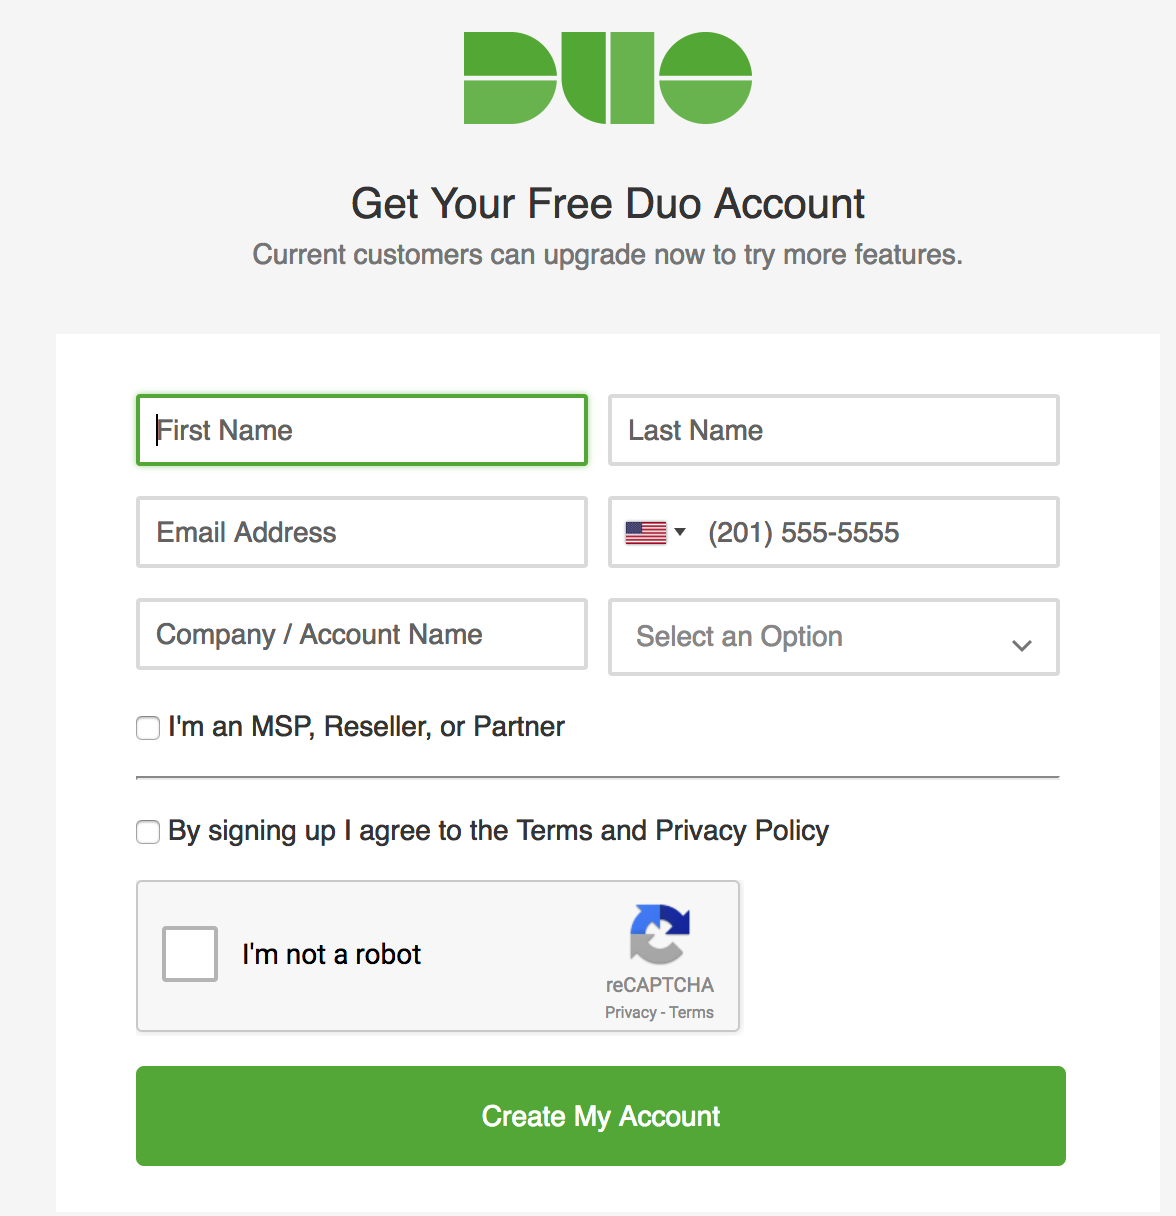 DUO
Get Your Free Duo Account
Current customers can upgrade now to try more features.
First Name
Last Name
Email Address
(201) 555-5555
Company / Account Name
Select an Option
I'm an MSP, Reseller, or Partner
By signing up I agree to the Terms and Privacy Policy
I'm not a robot
reCAPTCHA
Privacy - Terms
Create My Account